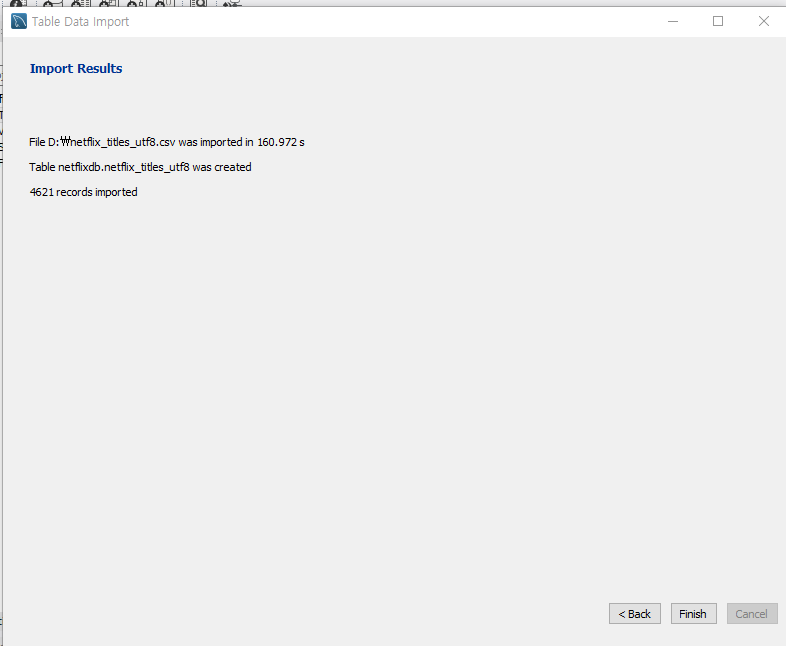 Table Data Import
Import Results
File D:₩netflix_titles_utf8.csv was imported in 160.972 s
Table netflixdb.netflix_titles_utf8 was created
4621 records imported
< Back
Finish
Cancel